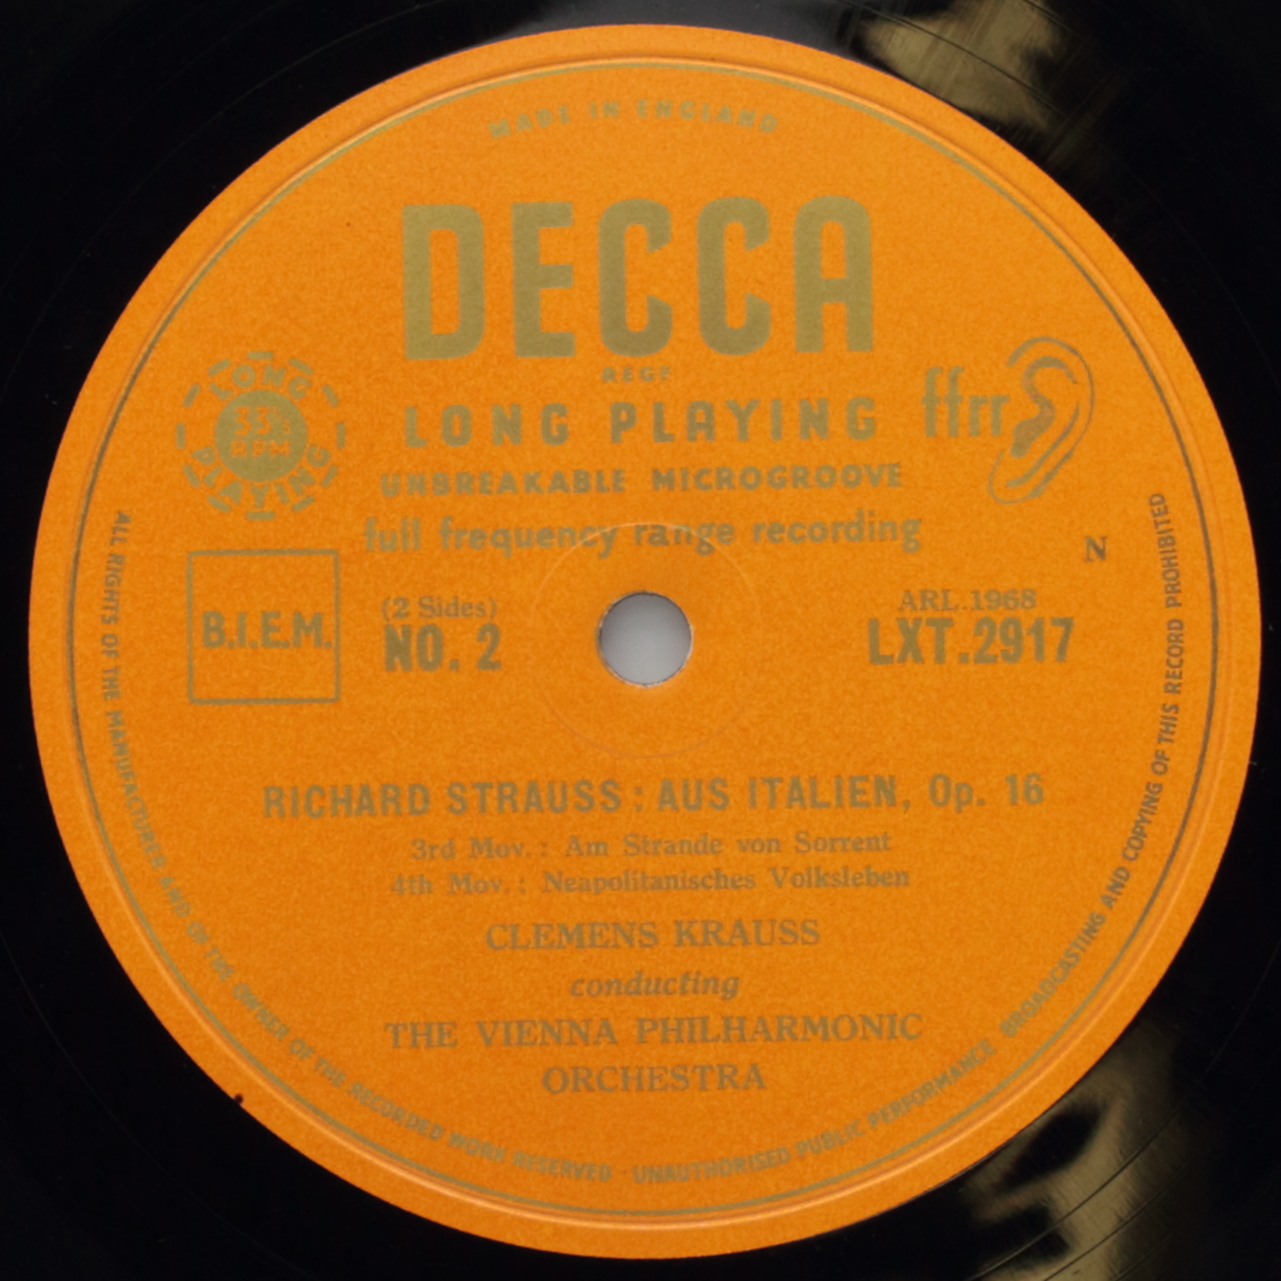 MADE IN ENGLAND
DECCA
REGD
LONG PLAYING
33⅓
RPM
LONG PLAYING
ffrr
UNBREAKABLE MICROGROOVE
full frequency range recording
N
B.I.E.M.
(2 Sides)
NO. 2
ARL.1968
LXT.2917
RICHARD STRAUSS : AUS ITALIEN, Op. 16
3rd Mov. : Am Strande von Sorrent
4th Mov. : Neapolitanisches Volksleben
CLEMENS KRAUSS
conducting
THE VIENNA PHILHARMONIC
ORCHESTRA
ALL RIGHTS OF THE MANUFACTURER AND OF THE OWNER OF THE RECORDED WORK RESERVED · UNAUTHORISED PUBLIC PERFORMANCE BROADCASTING AND COPYING OF THIS RECORD PROHIBITED